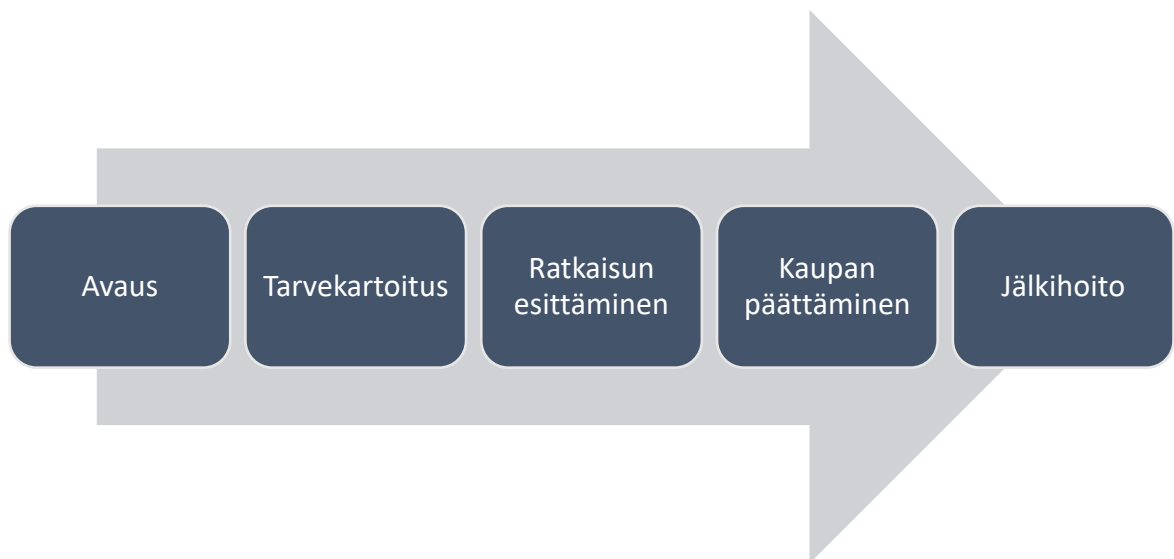 Avaus
Tarvekartoitus
Ratkaisun
esittäminen
Kaupan
päättäminen
Jälkihoito